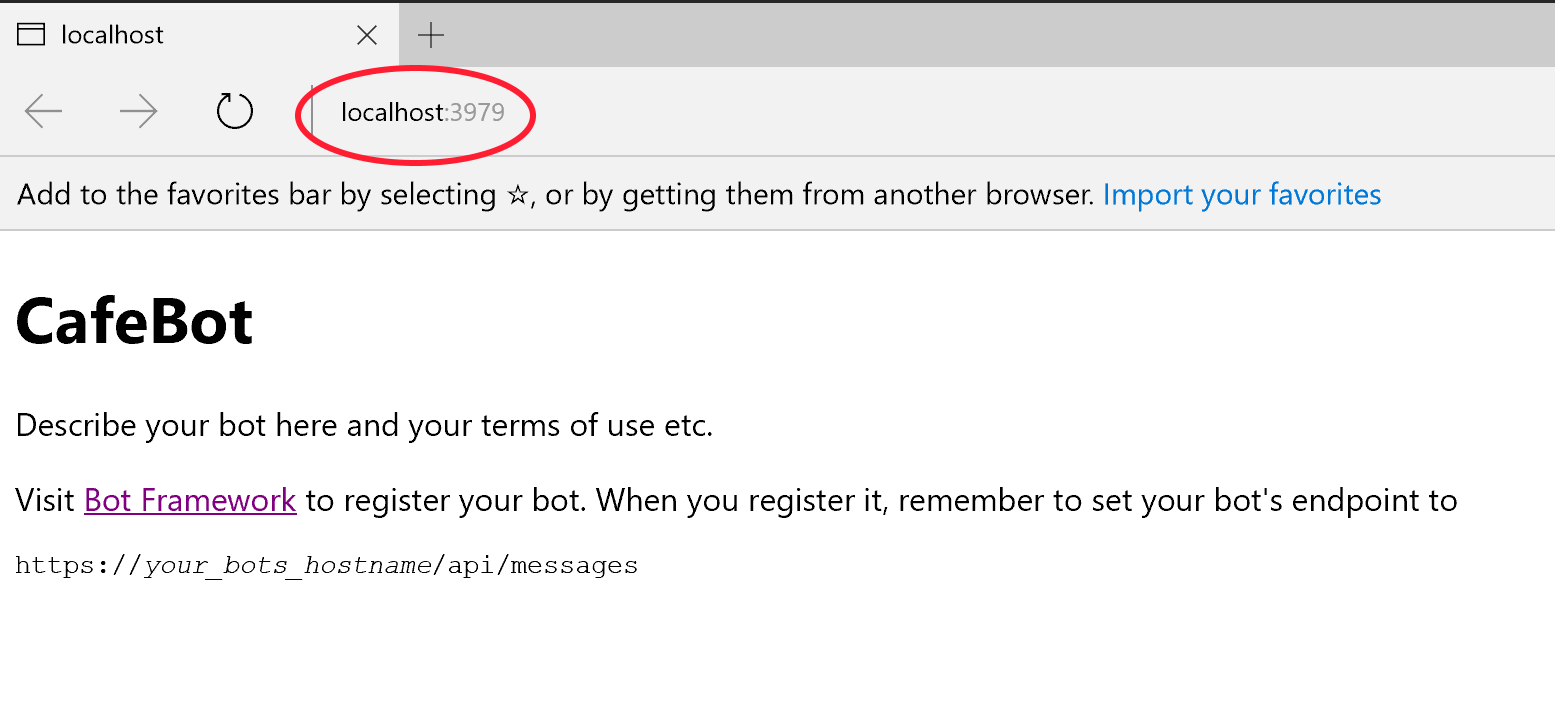 localhost
localhost:3979
Add to the favorites bar by selecting ☆, or by getting them from another browser. Import your favorites
CafeBot
Describe your bot here and your terms of use etc.
Visit Bot Framework to register your bot. When you register it, remember to set your bot's endpoint to
https://your_bots_hostname/api/messages